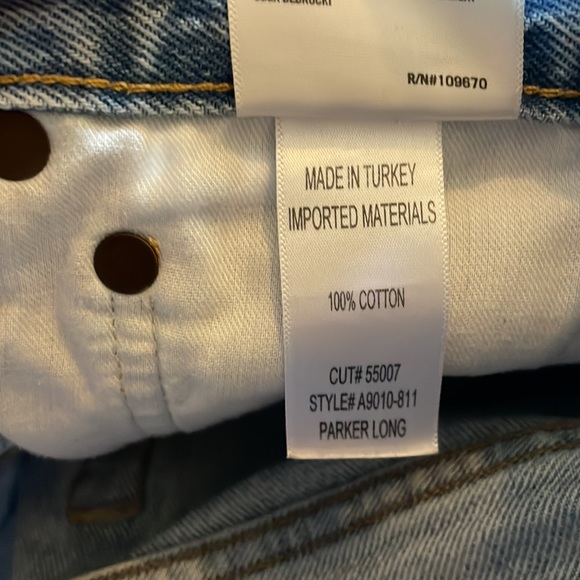 R/N#109670
MADE IN TURKEY
IMPORTED MATERIALS
100% COTTON
CUT# 55007
STYLE# A9010-811
PARKER LONG